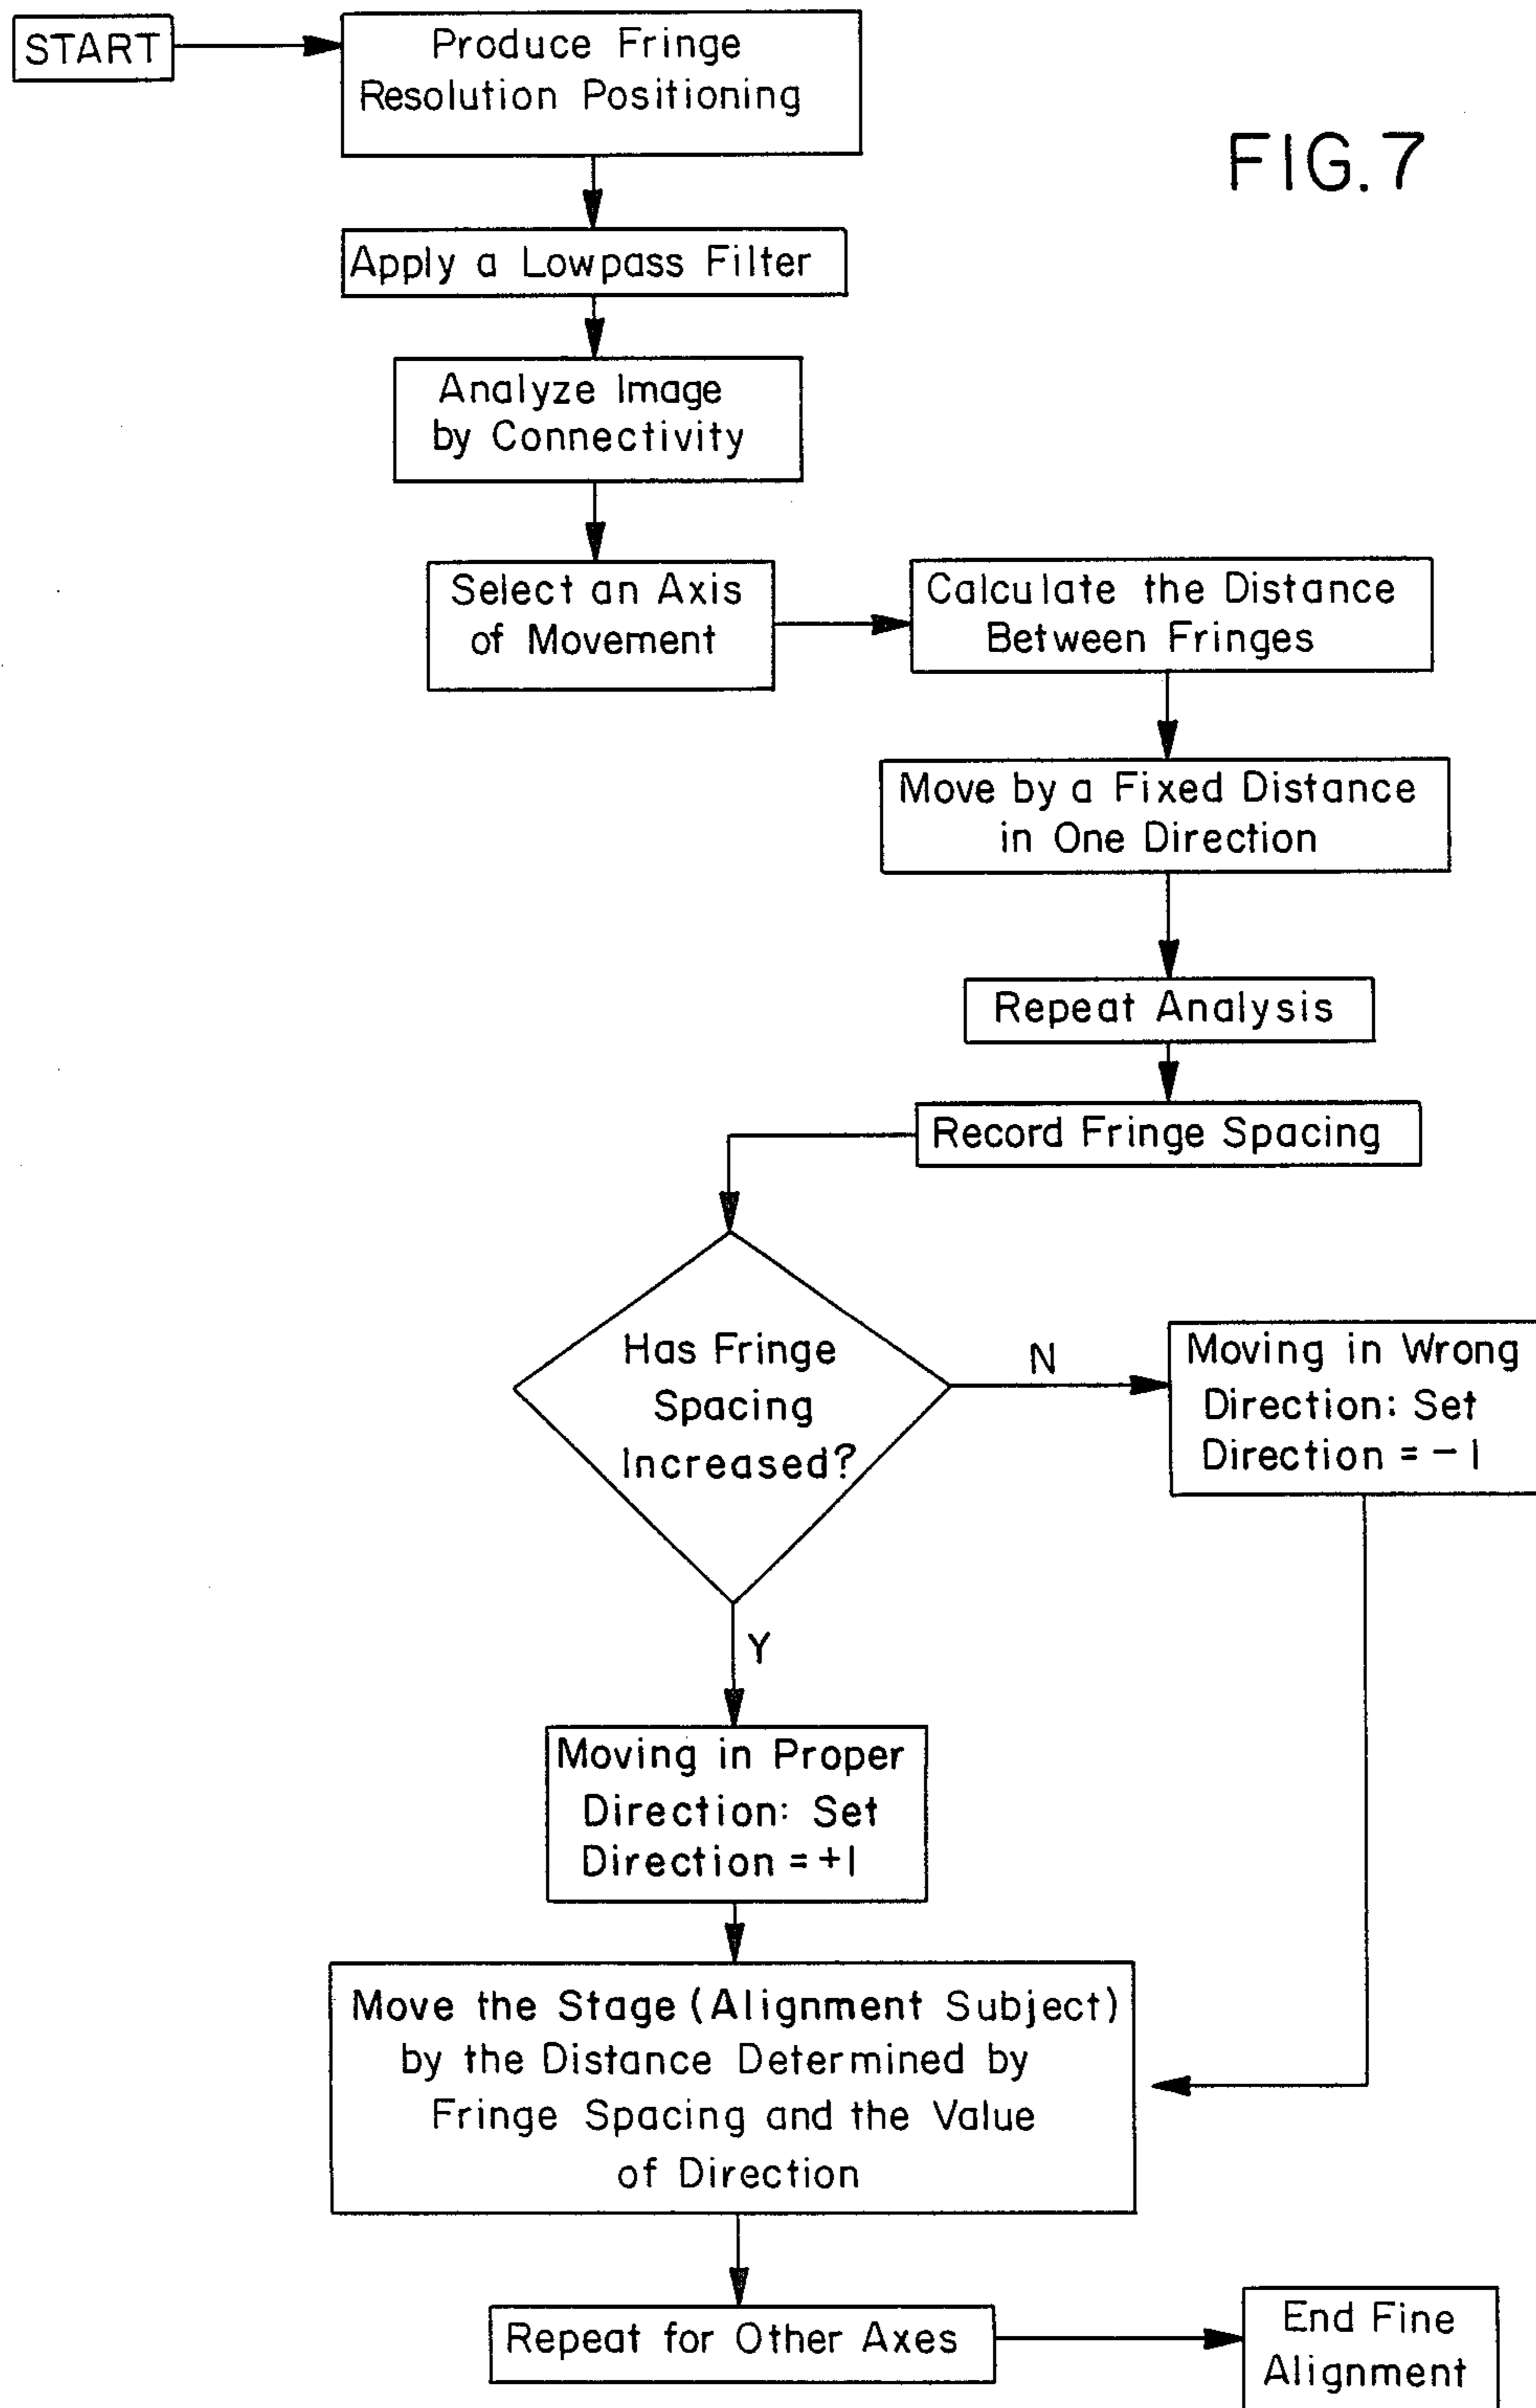 START
Produce Fringe
Resolution Positioning
FIG.7
Apply a Lowpass Filter
Analyze Image
by Connectivity
Select an Axis
of Movement
Calculate the Distance
Between Fringes
Move by a Fixed Distance
in One Direction
Repeat Analysis
Record Fringe Spacing
Has Fringe
Spacing
Increased?
N
Moving in Wrong
Direction: Set
Direction = -1
Y
Moving in Proper
Direction: Set
Direction = +1
Move the Stage (Alignment Subject)
by the Distance Determined by
Fringe Spacing and the Value
of Direction
Repeat for Other Axes
End Fine
Alignment